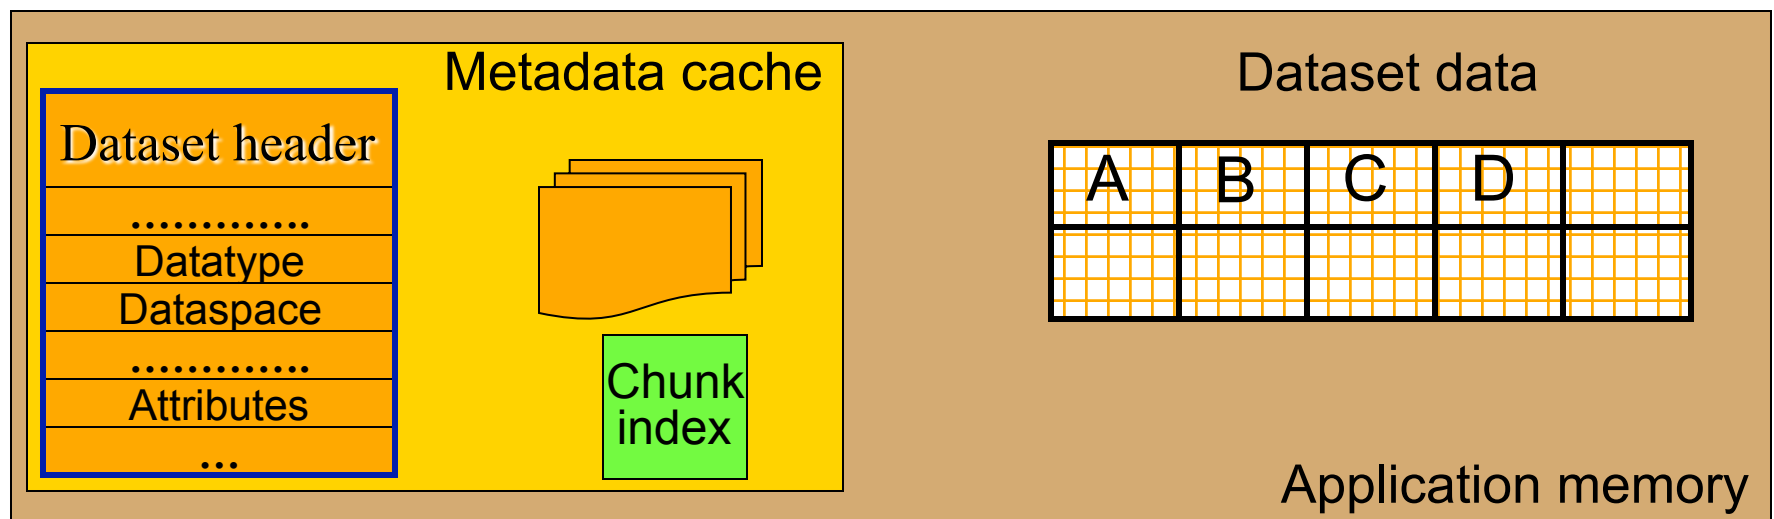 Metadata cache
Dataset header
.............
Datatype
Dataspace
.............
Attributes
...
Chunk
index
Dataset data
A B C D
Application memory